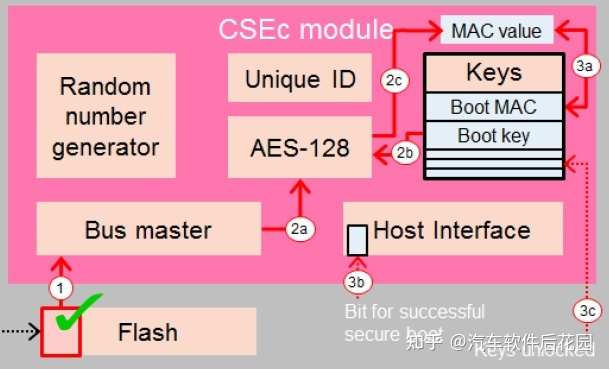 CSEc module
MAC value
Random
number
generator
Unique ID
2c
3a
Keys
Boot MAC
Boot key
AES-128
2b
Bus master
2a
Host Interface
1
3b
Bit for successful
secure boot
3c
Flash
Keys unlocked
知乎 @汽车软件后花园